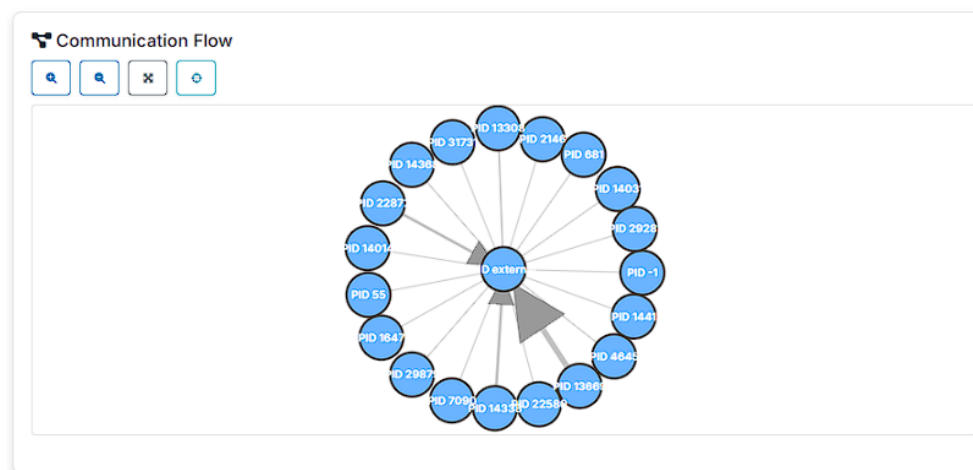 Communication Flow
PID 13308
PID 2146
PID 681
PID 3173
PID 1436
PID 1403
PID 2287
PID 2928
PID 14014
D extern
PID -1
PID 55
PID 1441
PID 1647
PID 4645
PID 2987
PID 13669
PID 7090
PID 14338
PID 22589